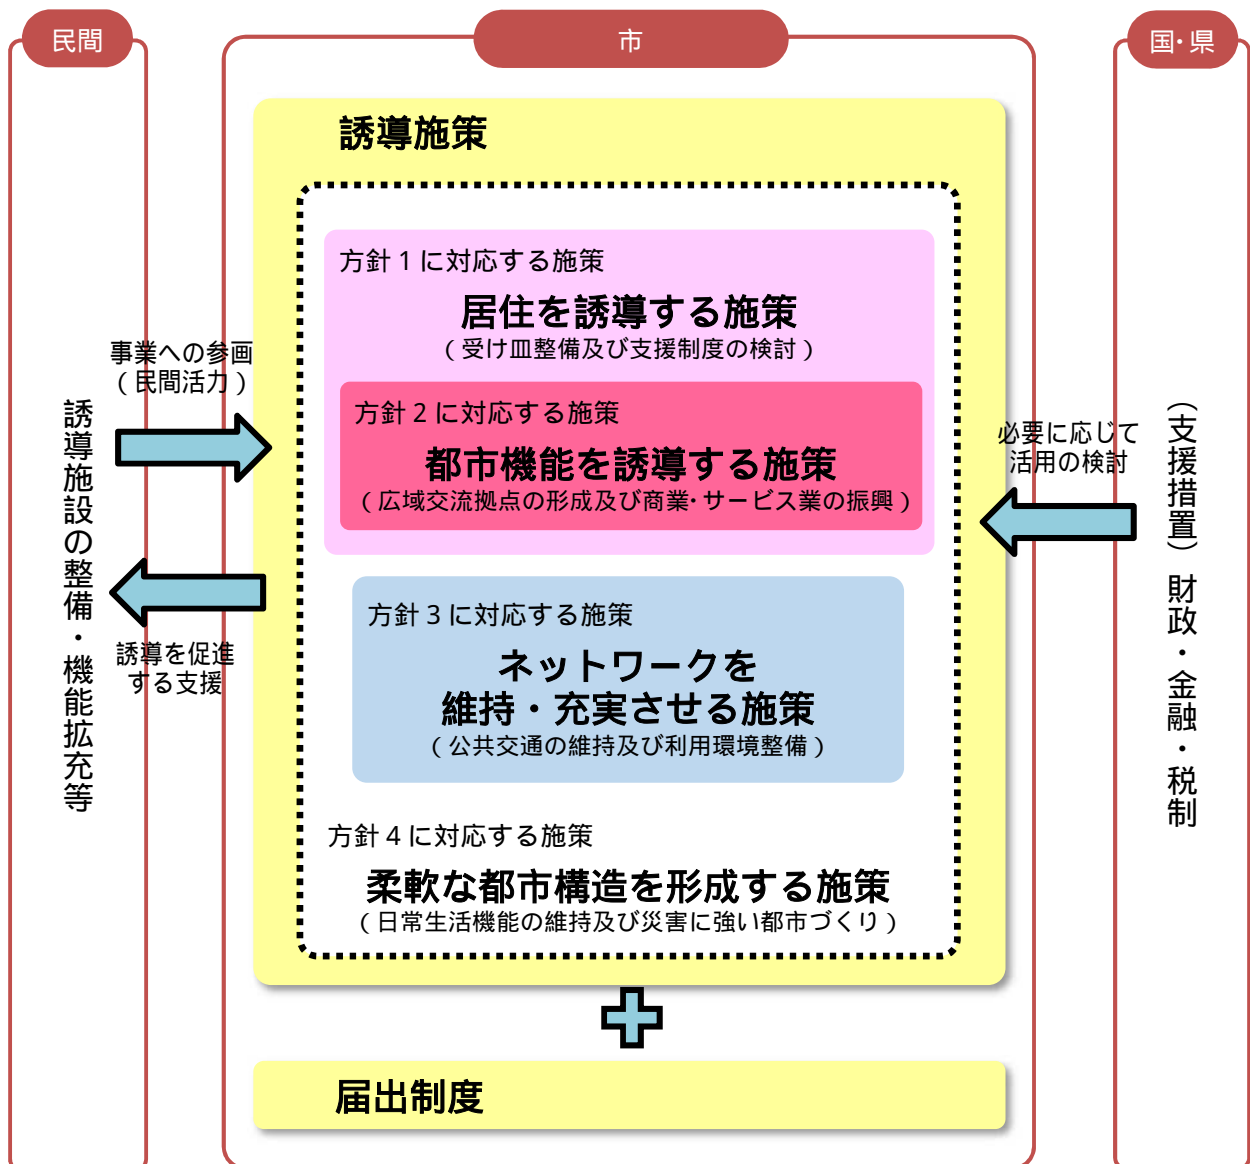 民間
市
国・県
誘導施策
方針１に対応する施策
居住を誘導する施策
（受け皿整備及び支援制度の検討）
方針２に対応する施策
都市機能を誘導する施策
（広域交流拠点の形成及び商業・サービス業の振興）
方針３に対応する施策
ネットワークを
維持・充実させる施策
（公共交通の維持及び利用環境整備）
方針４に対応する施策
柔軟な都市構造を形成する施策
（日常生活機能の維持及び災害に強い都市づくり）
届出制度
事業への参画
（民間活力）
誘導施設の整備・機能拡充等
誘導を促進
する支援
必要に応じて
活用の検討
（支援措置）財政・金融・税制